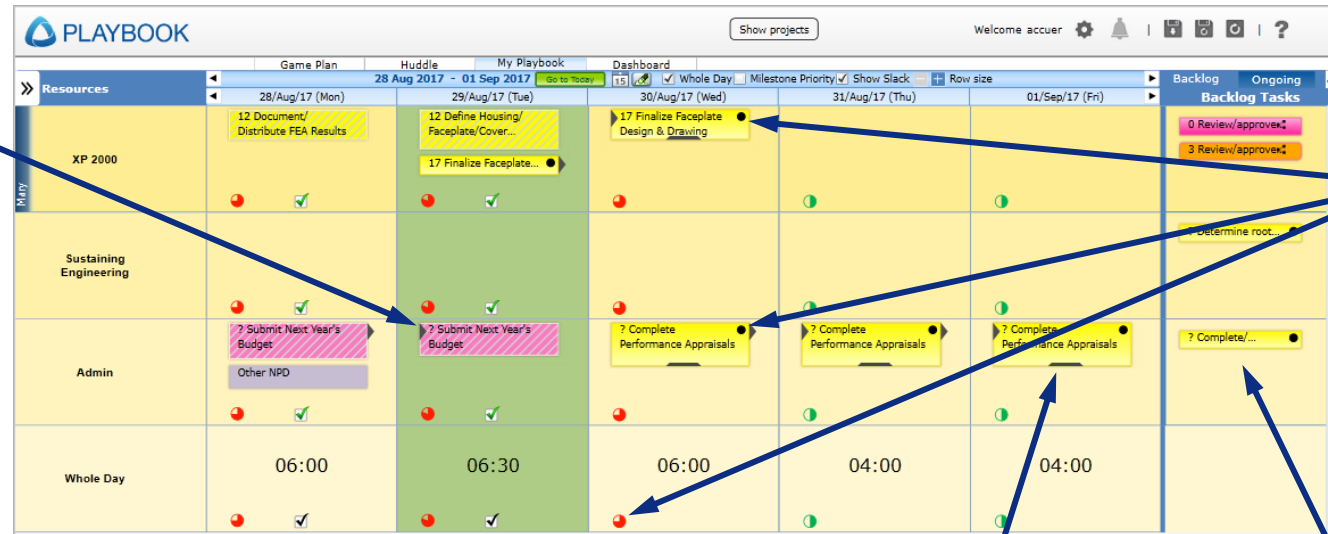 PLAYBOOK
Show projects
Welcome accuer
| ?
Game Plan Huddle My Playbook Dashboard
28 Aug 2017 - 01 Sep 2017 Go to Today 15 Whole Day Milestone Priority Show Slack Row size
Backlog Ongoing
Resources
28/Aug/17 (Mon) 29/Aug/17 (Tue) 30/Aug/17 (Wed) 31/Aug/17 (Thu) 01/Sep/17 (Fri) Backlog Tasks
Mary
XP 2000
12 Document/
Distribute FEA Results
12 Define Housing/
Faceplate/Cover...
17 Finalize Faceplate...
17 Finalize Faceplate
Design & Drawing
0 Review/approve
3 Review/approve
Sustaining
Engineering
? Determine root...
Admin
? Submit Next Year's
Budget
Other NPD
? Submit Next Year's
Budget
? Complete
Performance Appraisals
? Complete
Performance Appraisals
? Complete
Performance Appraisals
? Complete/...
Whole Day
06:00 06:30 06:00 04:00 04:00